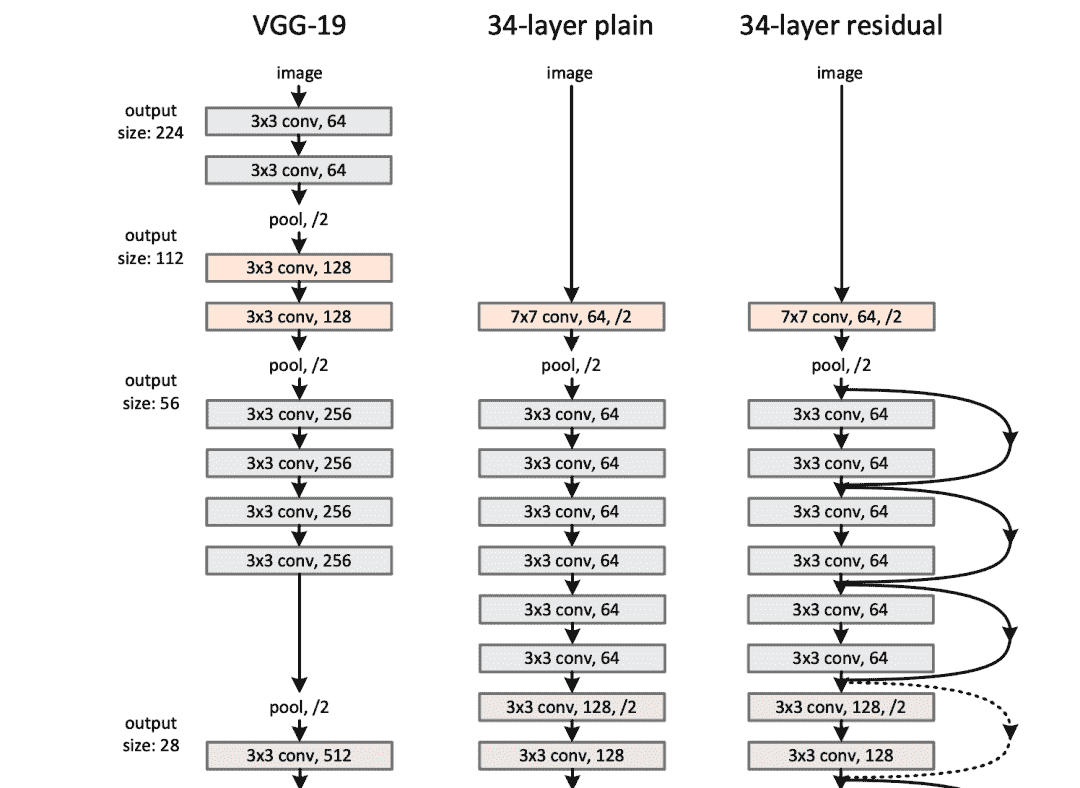 VGG-19
34-layer plain
34-layer residual
image
image
image
output
size: 224
3x3 conv, 64
3x3 conv, 64
pool, /2
output
size: 112
3x3 conv, 128
3x3 conv, 128
7x7 conv, 64, /2
7x7 conv, 64, /2
pool, /2
pool, /2
pool, /2
output
size: 56
3x3 conv, 256
3x3 conv, 64
3x3 conv, 64
3x3 conv, 256
3x3 conv, 64
3x3 conv, 64
3x3 conv, 256
3x3 conv, 64
3x3 conv, 64
3x3 conv, 256
3x3 conv, 64
3x3 conv, 64
3x3 conv, 64
3x3 conv, 64
3x3 conv, 64
3x3 conv, 64
pool, /2
3x3 conv, 128, /2
3x3 conv, 128, /2
output
size: 28
3x3 conv, 512
3x3 conv, 128
3x3 conv, 128